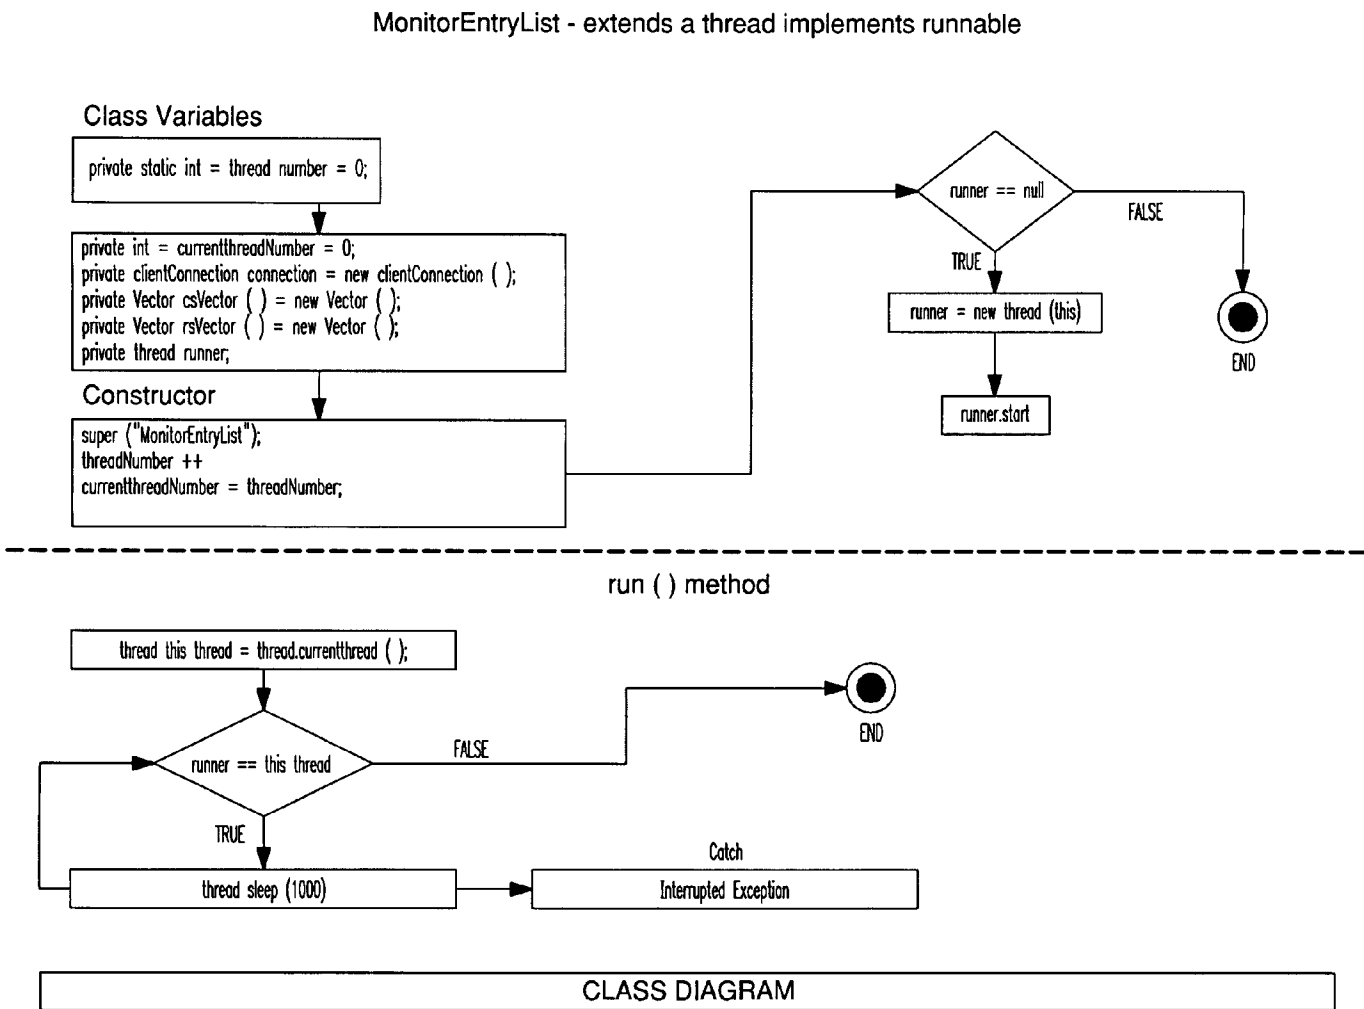 MonitorEntryList - extends a thread implements runnable
Class Variables
private static int = thread number = 0;
private int = currentthreadNumber = 0;
private clientConnection connection = new clientConnection ( );
private Vector csVector ( ) = new Vector ( );
private Vector rsVector ( ) = new Vector ( );
private thread runner;
Constructor
super ("MonitorEntryList");
threadNumber ++
currentthreadNumber = threadNumber;
runner == null
FALSE
TRUE
runner = new thread (this)
END
runner.start
run ( ) method
thread this thread = thread.currentthread ( );
runner == this thread
FALSE
END
TRUE
thread sleep (1000)
Catch
Interrupted Exception
CLASS DIAGRAM